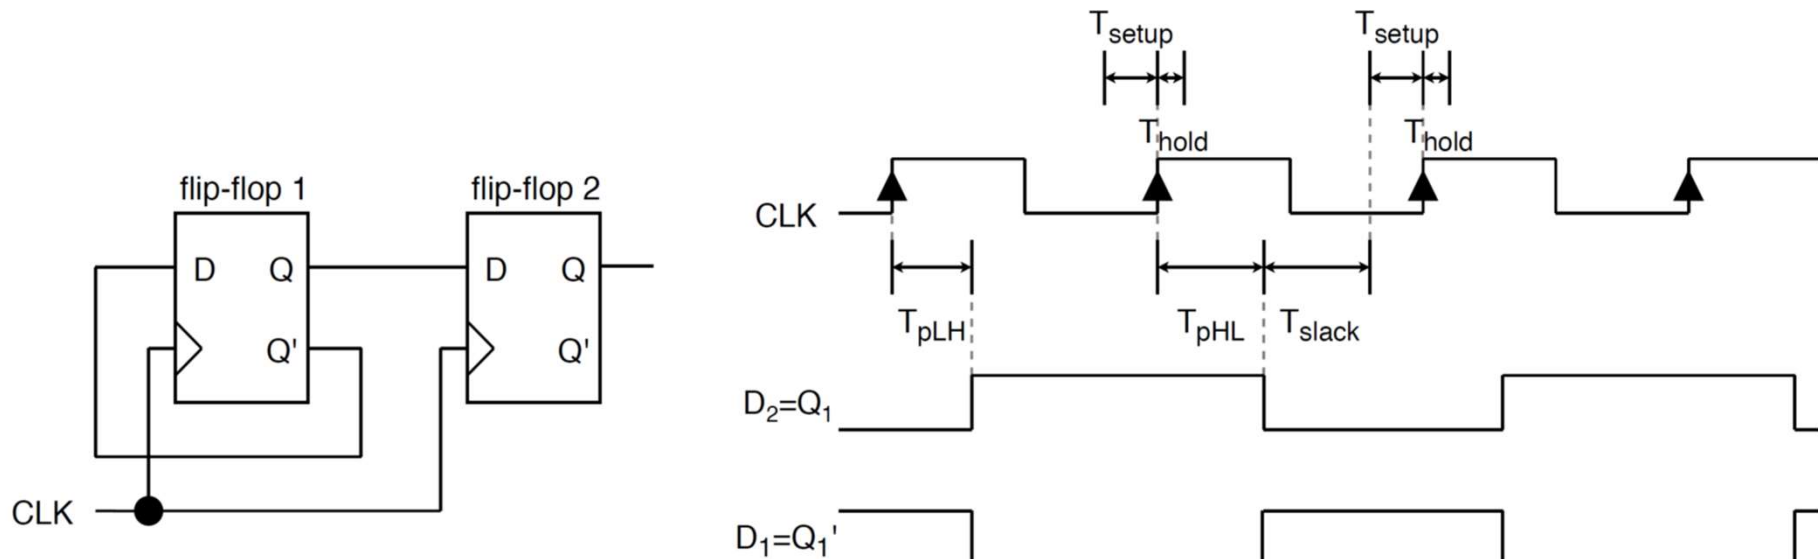 flip-flop 1
flip-flop 2
D Q
D Q
Q'
Q'
CLK
Tsetup
Tsetup
Thold
Thold
CLK
TpLH
TpHL
Tslack
D2=Q1
D1=Q1'